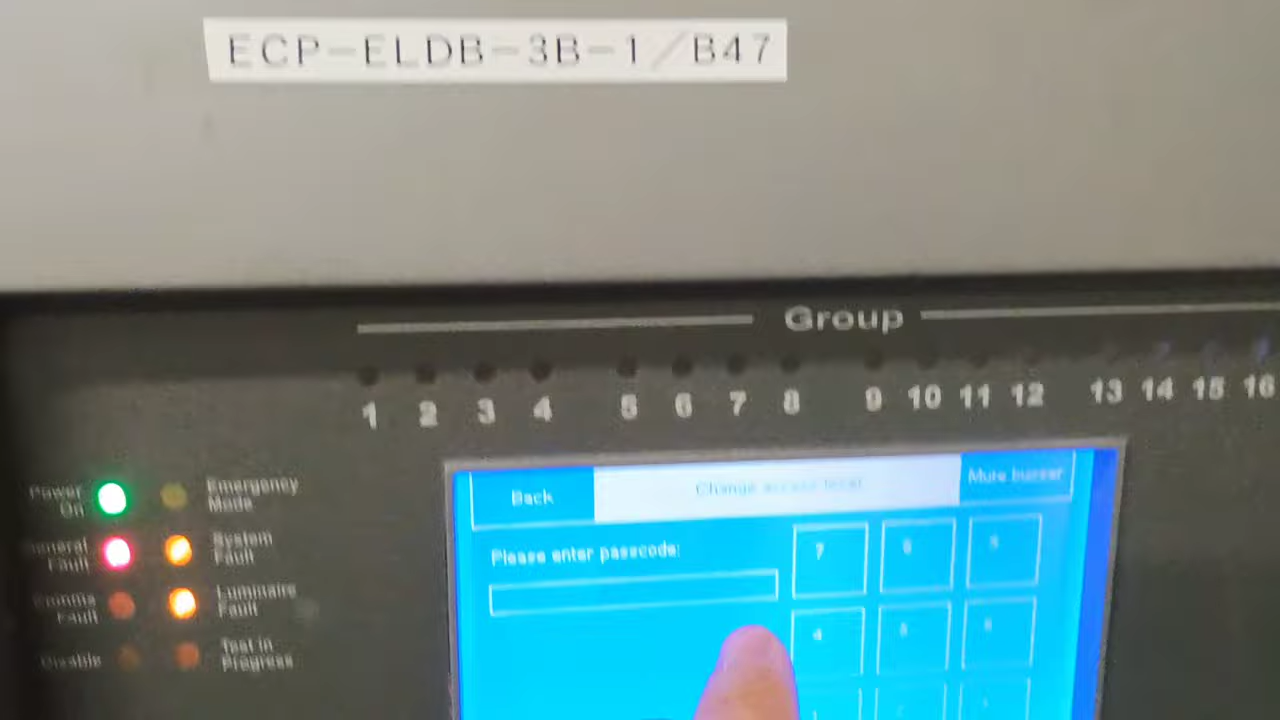 ECP-ELDB-3B-1/B47
Group
1 2 3 4 5 6 7 8 9 10 11 12 13 14 15 16
Power On
Emergency Mode
General Fault
System Fault
Fault
Luminaire Fault
Disable
Test in Progress
Back
Change access level
Mute buzzer
Please enter passcode:
7
4